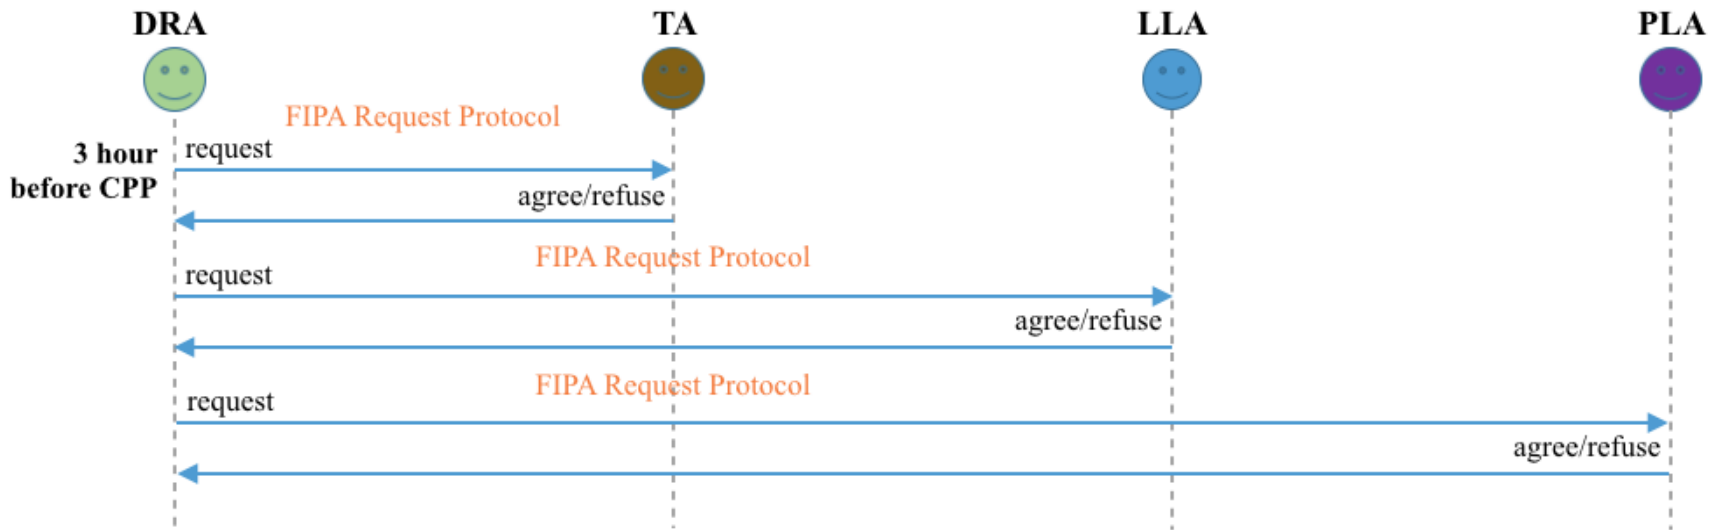 DRA
TA
LLA
PLA
FIPA Request Protocol
3 hour
before CPP
request
agree/refuse
FIPA Request Protocol
request
agree/refuse
FIPA Request Protocol
request
agree/refuse